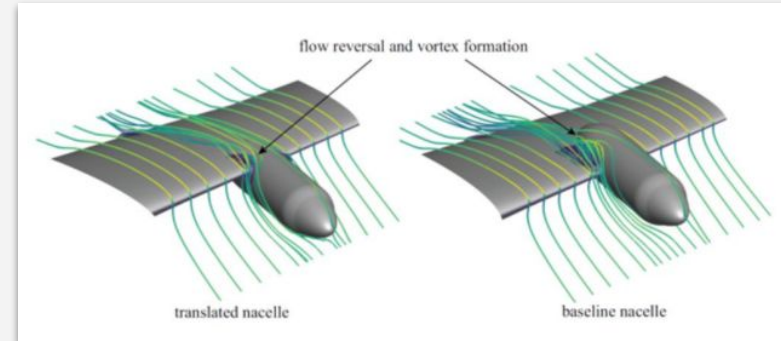 flow reversal and vortex formation
translated nacelle
baseline nacelle